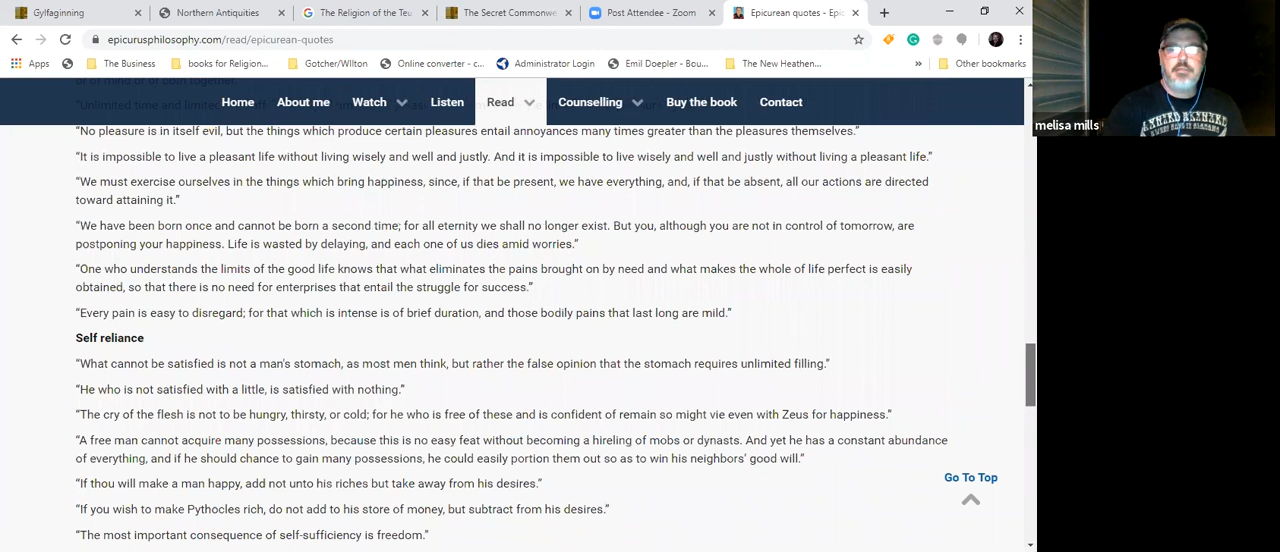 Gylfaginning
Northern Antiquities
The Religion of the Teu
The Secret Commonwe
Post Attendee - Zoom
Epicurean quotes - Epic
epicurusphilosophy.com/read/epicurean-quotes
Apps
The Business
books for Religion...
Gotcher/WIlton
Online converter - c...
Administrator Login
Emil Doepler - Bou...
The New Heathen...
Other bookmarks
Home
About me
Watch
Listen
Read
Counselling
Buy the book
Contact
melisa mills
"No pleasure is in itself evil, but the things which produce certain pleasures entail annoyances many times greater than the pleasures themselves."
"It is impossible to live a pleasant life without living wisely and well and justly. And it is impossible to live wisely and well and justly without living a pleasant life."
"We must exercise ourselves in the things which bring happiness, since, if that be present, we have everything, and, if that be absent, all our actions are directed
toward attaining it."
"We have been born once and cannot be born a second time; for all eternity we shall no longer exist. But you, although you are not in control of tomorrow, are
postponing your happiness. Life is wasted by delaying, and each one of us dies amid worries."
"One who understands the limits of the good life knows that what eliminates the pains brought on by need and what makes the whole of life perfect is easily
obtained, so that there is no need for enterprises that entail the struggle for success."
"Every pain is easy to disregard; for that which is intense is of brief duration, and those bodily pains that last long are mild."
Self reliance
"What cannot be satisfied is not a man's stomach, as most men think, but rather the false opinion that the stomach requires unlimited filling."
"He who is not satisfied with a little, is satisfied with nothing."
"The cry of the flesh is not to be hungry, thirsty, or cold; for he who is free of these and is confident of remain so might vie even with Zeus for happiness."
"A free man cannot acquire many possessions, because this is no easy feat without becoming a hireling of mobs or dynasts. And yet he has a constant abundance
of everything, and if he should chance to gain many possessions, he could easily portion them out so as to win his neighbors' good will."
Go To Top
"If thou will make a man happy, add not unto his riches but take away from his desires."
"If you wish to make Pythocles rich, do not add to his store of money, but subtract from his desires."
"The most important consequence of self-sufficiency is freedom."